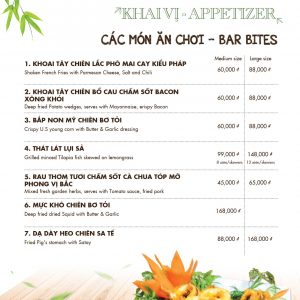 KHAI VỊ - APPETIZER
CÁC MÓN ĂN CHƠI - BAR BITES
Medium size Large size
1. KHOAI TÂY CHIÊN LẮC PHÔ MAI CAY KIỂU PHÁP
Shaken French Fries with Parmesan Cheese, Salt and Chili
60,000 ₫ 88,000 ₫
2. KHOAI TÂY CHIÊN BỔ CAU CHẤM SỐT BACON
XÔNG KHÓI
Deep fried Potato wedges, serves with Mayonnaise, crispy Bacon
60,000 ₫ 88,000 ₫
3. BẮP NON MỸ CHIÊN BƠ TỎI
Crispy U.S young corn with Butter & Garlic dressing
60,000 ₫ 88,000 ₫
4. THÁT LÁT LỤI SẢ
Grilled minced Tilapia fish skewed on lemongrass
99,000 ₫ 148,000 ₫
8 skewers 12 skewers
5. RAU THƠM TƯƠI CHẤM SỐT CÀ CHUA TÓP MỠ
PHONG VỊ BẮC
Mixed fresh garden herbs, serves with Tomato sauce, fried pork
45,000 ₫ 65,000 ₫
6. MỰC KHÔ CHIÊN BƠ TỎI
Deep fried dried Squid with Butter & Garlic
168,000 ₫
7. DẠ DÀY HEO CHIÊN SA TẾ
Fried Pig's stomach with Satay
88,000 ₫ 168,000 ₫